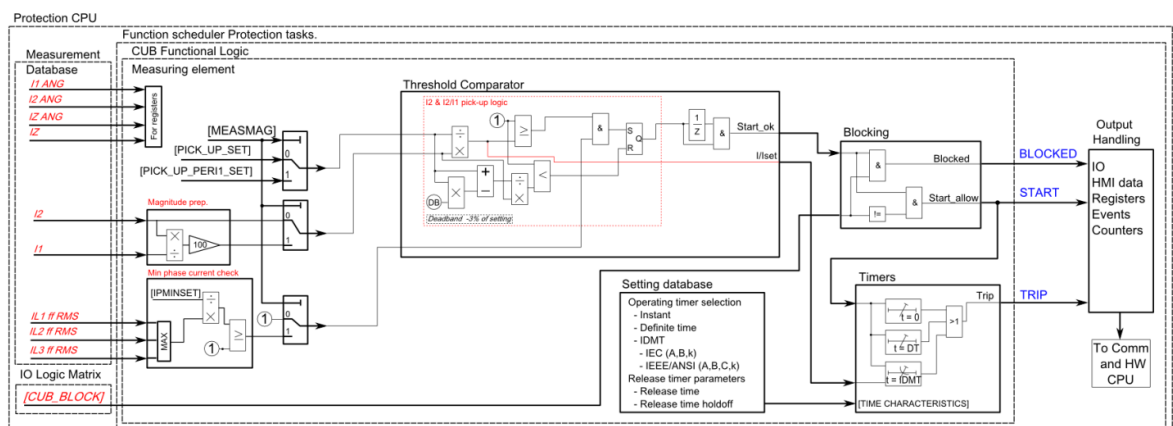 Protection CPU
Function scheduler Protection tasks.
CUB Functional Logic
Measurement
Database
Measuring element
I1 ANG
I2 ANG
IZ ANG
IZ
For registers
[MEASMAG]
[PICK_UP_SET]
[PICK_UP_PERI1_SET]
0
1
Magnitude prep.
I2
I1
×
÷
100
0
1
Min phase current check
[IPMINSET]
÷
×
IL1 ff RMS
IL2 ff RMS
IL3 ff RMS
MAX
1
≥
1
0
1
IO Logic Matrix
[CUB_BLOCK]
Threshold Comparator
I2 & I2/I1 pick-up logic
1
≥
÷
×
+
−
÷
×
<
×
DB
Deadband -3% of setting
&
S
Q
R
1
Z
&
Start_ok
I/Iset
Blocking
&
Blocked
!=
&
Start_allow
BLOCKED
START
TRIP
Output
Handling
IO
HMI data
Registers
Events
Counters
To Comm
and HW
CPU
Setting database
Operating timer selection
- Instant
- Definite time
- IDMT
- IEC (A,B,k)
- IEEE/ANSI (A,B,C,k)
Release timer parameters
- Release time
- Release time holdoff
Timers
t = 0
t = DT
t = fDMT
>1
Trip
[TIME CHARACTERISTICS]